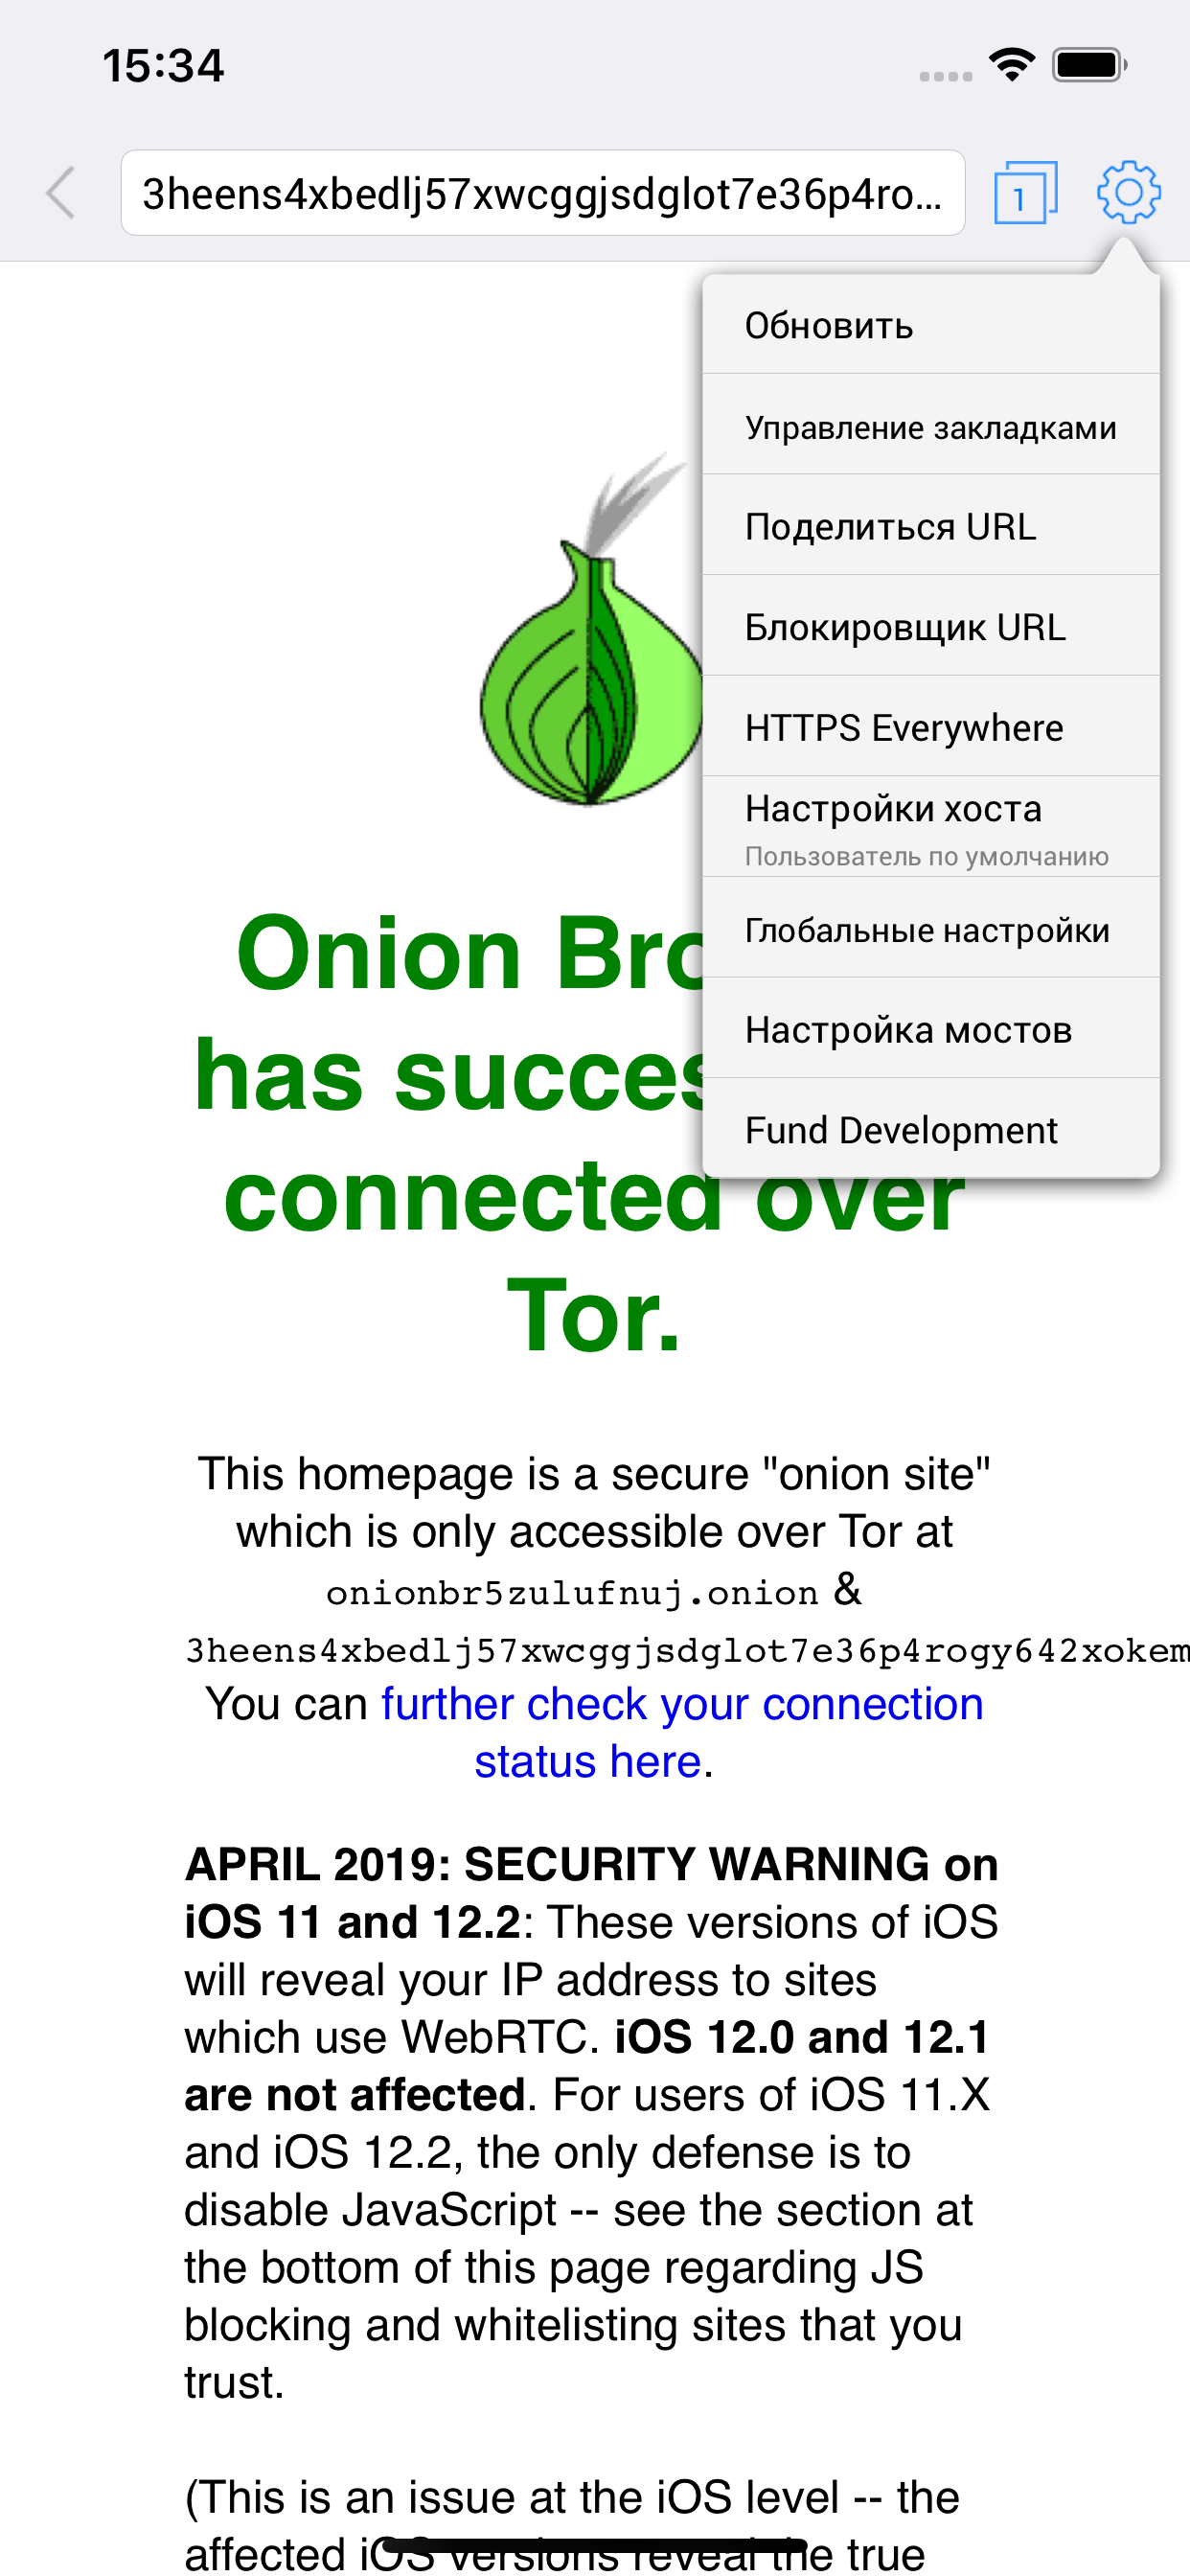 15:34
3heens4xbedlj57xwcggjsdglot7e36p4ro...
1
Обновить
Управление закладками
Поделиться URL
Блокировщик URL
HTTPS Everywhere
Настройки хоста
Пользователь по умолчанию
Глобальные настройки
Настройка мостов
Fund Development
Onion
has
connected over
Tor.
This homepage is a secure "onion site"
which is only accessible over Tor at
onionbr5zulufnuj.onion &
3heens4xbedlj57xwcggjsdglot7e36p4rogy642xokem
You can further check your connection
status here.
APRIL 2019: SECURITY WARNING on
iOS 11 and 12.2: These versions of iOS
will reveal your IP address to sites
which use WebRTC. iOS 12.0 and 12.1
are not affected. For users of iOS 11.X
and iOS 12.2, the only defense is to
disable JavaScript -- see the section at
the bottom of this page regarding JS
blocking and whitelisting sites that you
trust.
(This is an issue at the iOS level -- the
affected iOS versions reveal the true